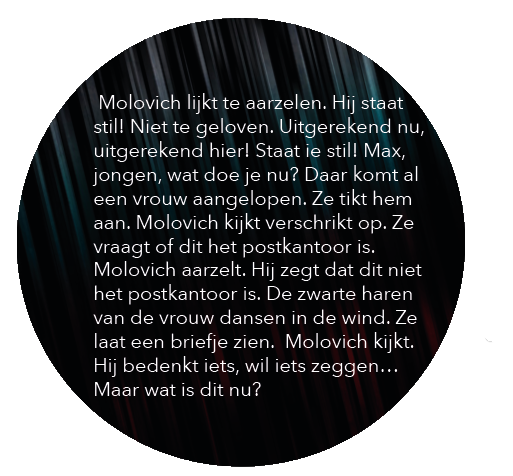 Molovich lijkt te aarzelen. Hij staat
stil! Niet te geloven. Uitgerekend nu,
uitgerekend hier! Staat ie stil! Max,
jongen, wat doe je nu? Daar komt al
een vrouw aangelopen. Ze tikt hem
aan. Molovich kijkt verschrikt op. Ze
vraagt of dit het postkantoor is.
Molovich aarzelt. Hij zegt dat dit niet
het postkantoor is. De zwarte haren
van de vrouw dansen in de wind. Ze
laat een briefje zien.  Molovich kijkt.
Hij bedenkt iets, wil iets zeggen…
Maar wat is dit nu?